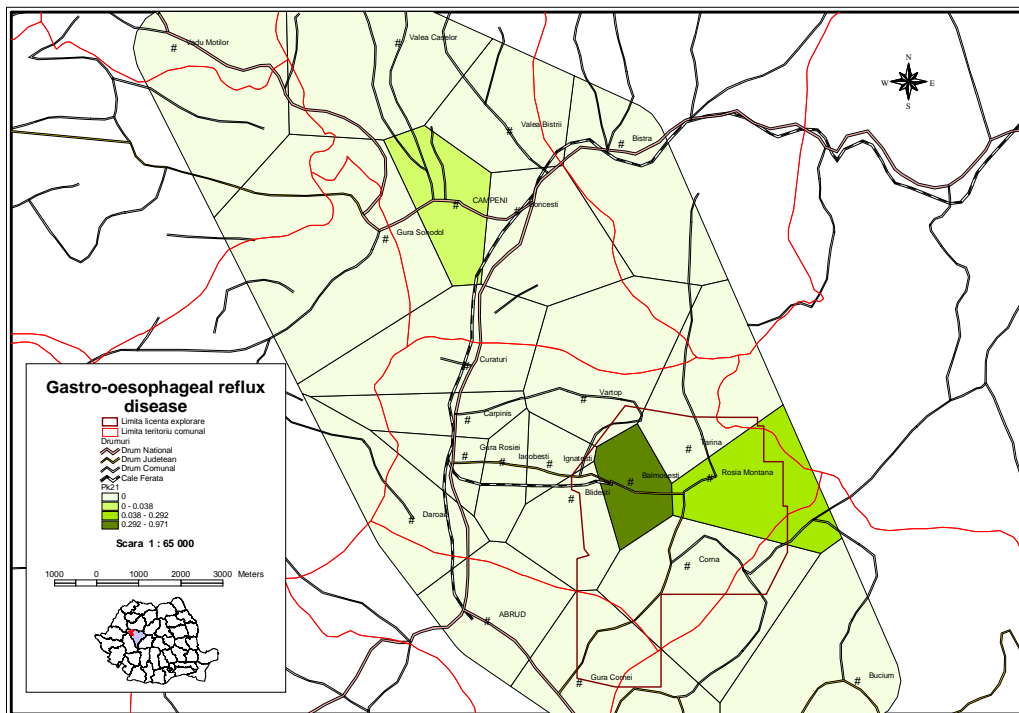 Vadu Motilor
Valea Caselor
N
W E
S
Valea Bistrii
Bistra
CAMPENI
Gura Sohodol
Curaturi
Vartop
Carpinis
Tarina
Gura Rosiei
Iacobesti
Ignatesti
Balmosesti
Rosia Montana
Blidesti
Daroaia
Corna
ABRUD
Gura Cornei
Bucium
Gastro-oesophageal reflux
disease
Limita licenta explorare
Limita teritoriu comunal
Drumuri
Drum National
Drum Judetean
Drum Comunal
Cale Ferata
Pk21
0
0 - 0.038
0.038 - 0.292
0.292 - 0.971
Scara 1 : 65 000
1000 0 1000 2000 3000 Meters